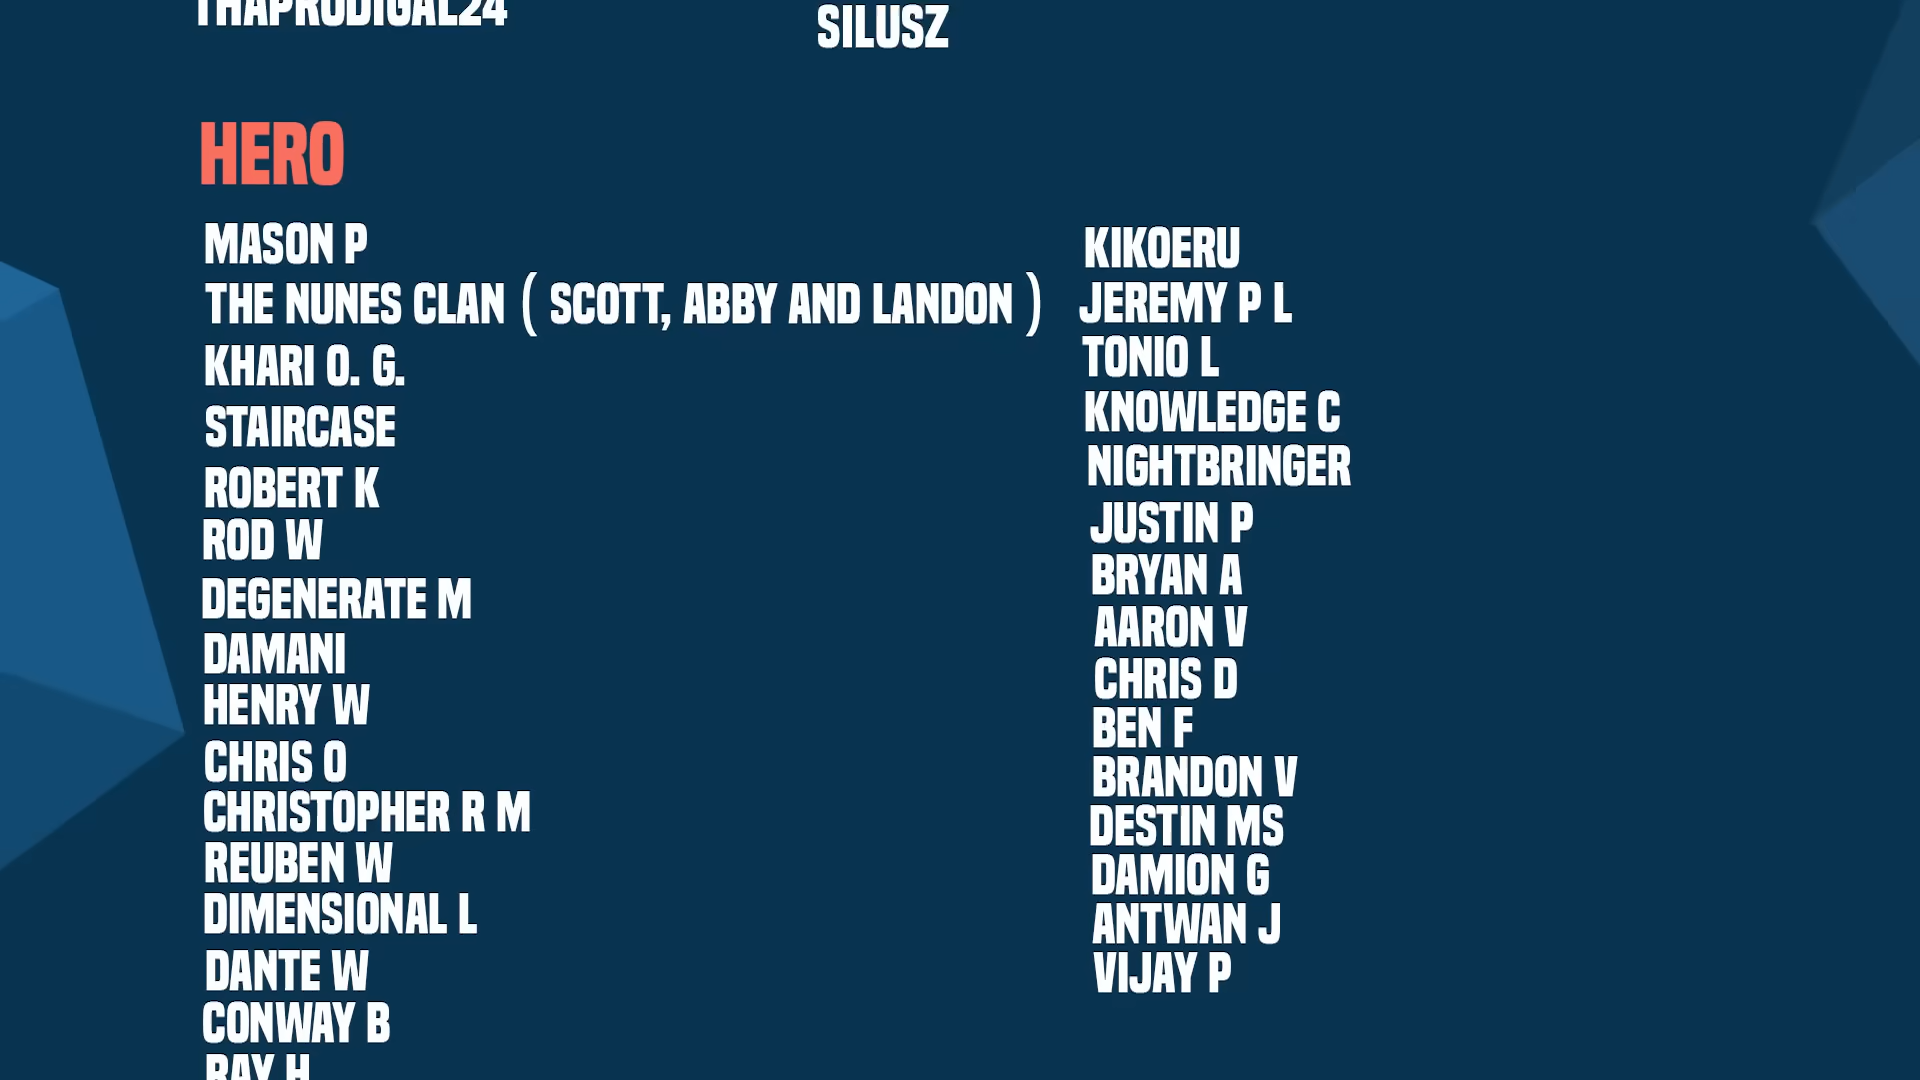 THAPRODIGAL24
SILUSZ
HERO
MASON P
THE NUNES CLAN ( SCOTT, ABBY AND LANDON )
KHARI O. G.
STAIRCASE
ROBERT K
ROD W
DEGENERATE M
DAMANI
HENRY W
CHRIS O
CHRISTOPHER R M
REUBEN W
DIMENSIONAL L
DANTE W
CONWAY B
RAY H
KIKOERU
JEREMY P L
TONIO L
KNOWLEDGE C
NIGHTBRINGER
JUSTIN P
BRYAN A
AARON V
CHRIS D
BEN F
BRANDON V
DESTIN MS
DAMION G
ANTWAN J
VIJAY P